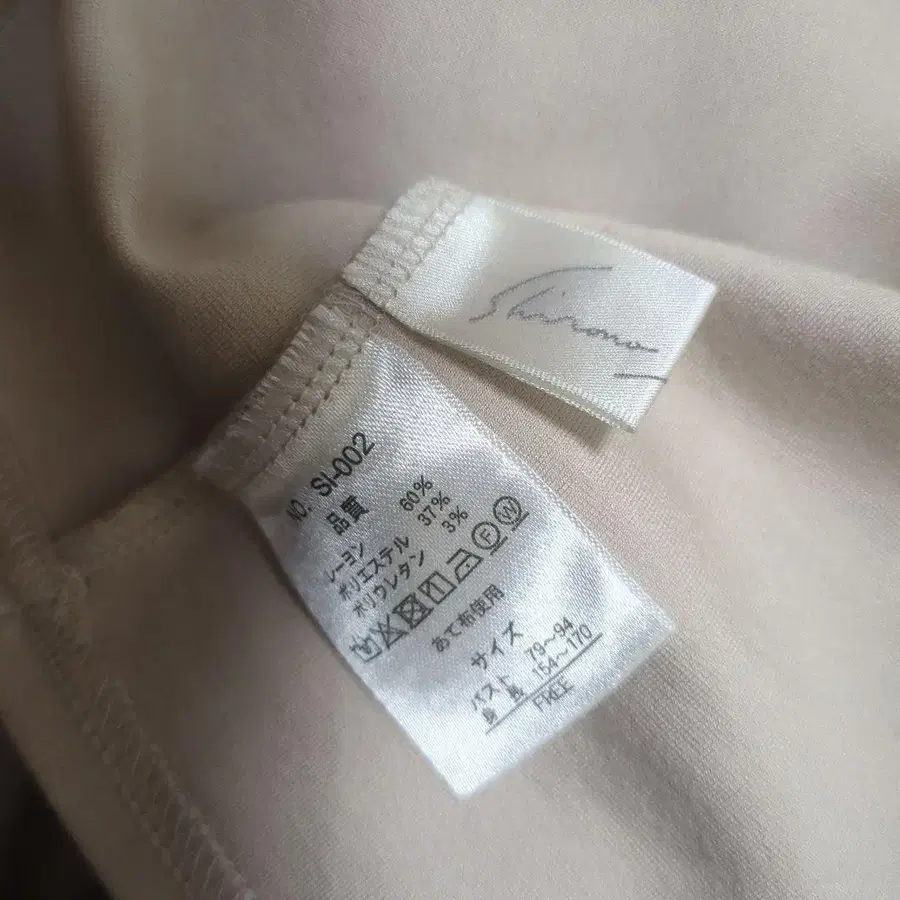 Shirono
NO. SI-002
品質
レーヨン 60%
ポリエステル 37%
ポリウレタン 3%
F W
あて布使用
サイズ
バスト 79〜94
身長 154〜170
FREE